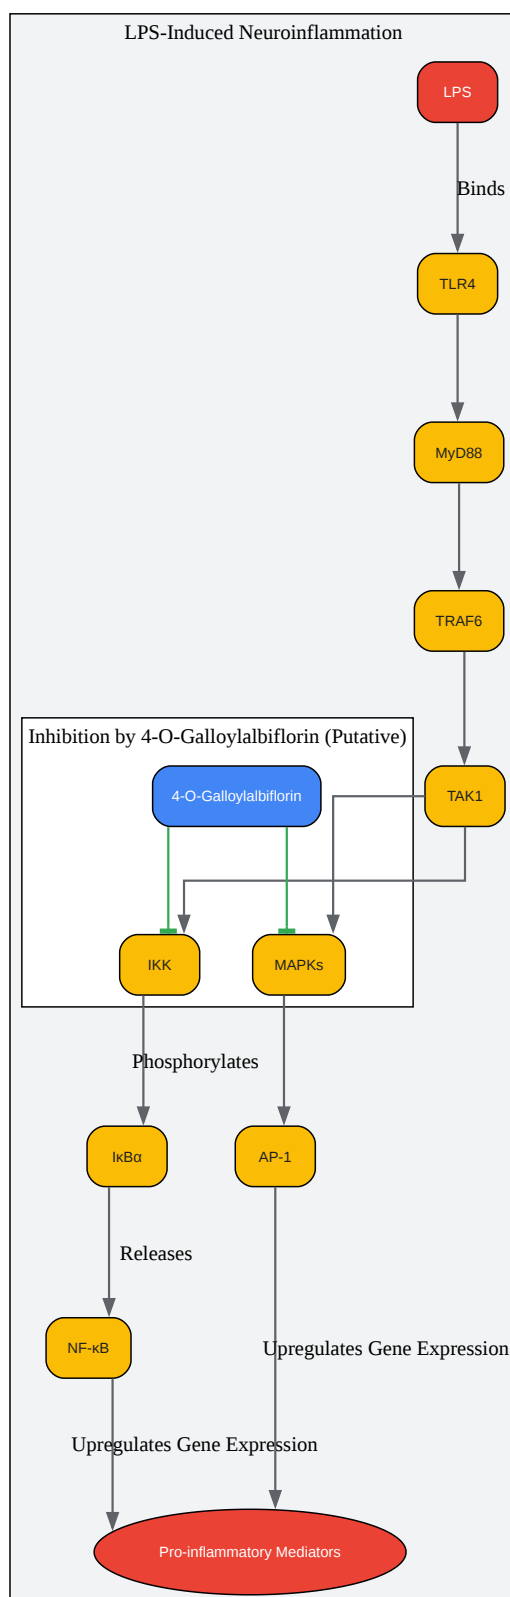 LPS-Induced Neuroinflammation
LPS
Binds
TLR4
MyD88
TRAF6
Inhibition by 4-O-Galloylalbiflorin (Putative)
4-O-Galloylalbiflorin
TAK1
IKK
MAPKs
Phosphorylates
IκBα
AP-1
Releases
NF-κB
Upregulates Gene Expression
Upregulates Gene Expression
Pro-inflammatory Mediators